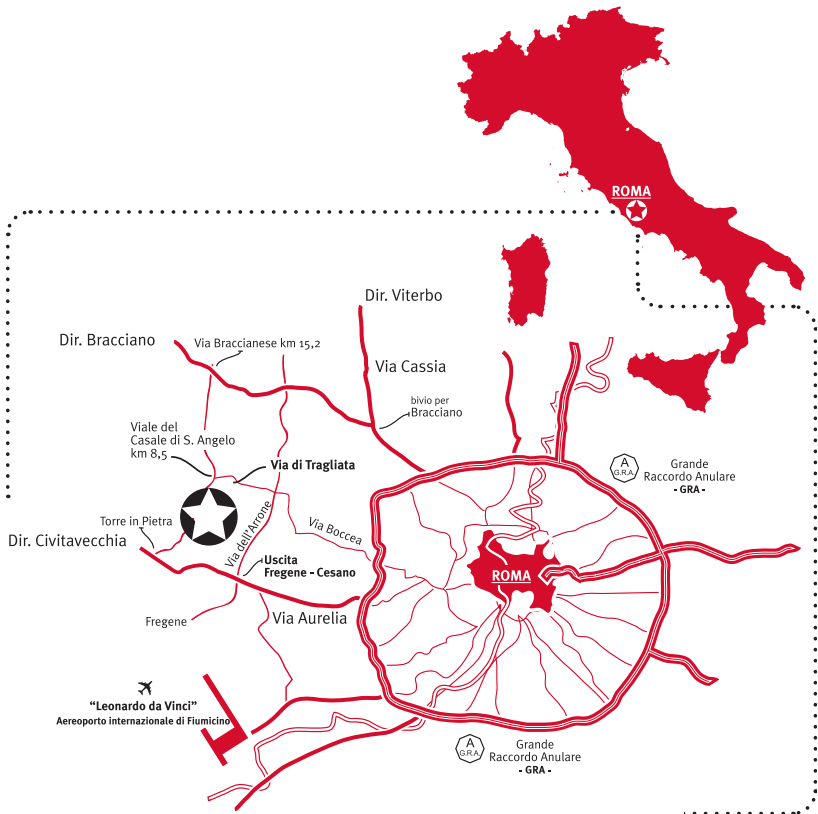 ROMA
Dir. Viterbo
Dir. Bracciano
Via Braccianese km 15,2
Via Cassia
bivio per
Bracciano
Viale del
Casale di S. Angelo
km 8,5
Via di Tragliata
A
G.R.A.
Grande
Raccordo Anulare
- GRA -
Torre in Pietra
Dir. Civitavecchia
Via dell'Arrone
Via Boccea
Uscita
Fregene - Cesano
ROMA
Fregene
Via Aurelia
“Leonardo da Vinci”
Aereoporto internazionale di Fiumicino
A
G.R.A.
Grande
Raccordo Anulare
- GRA -